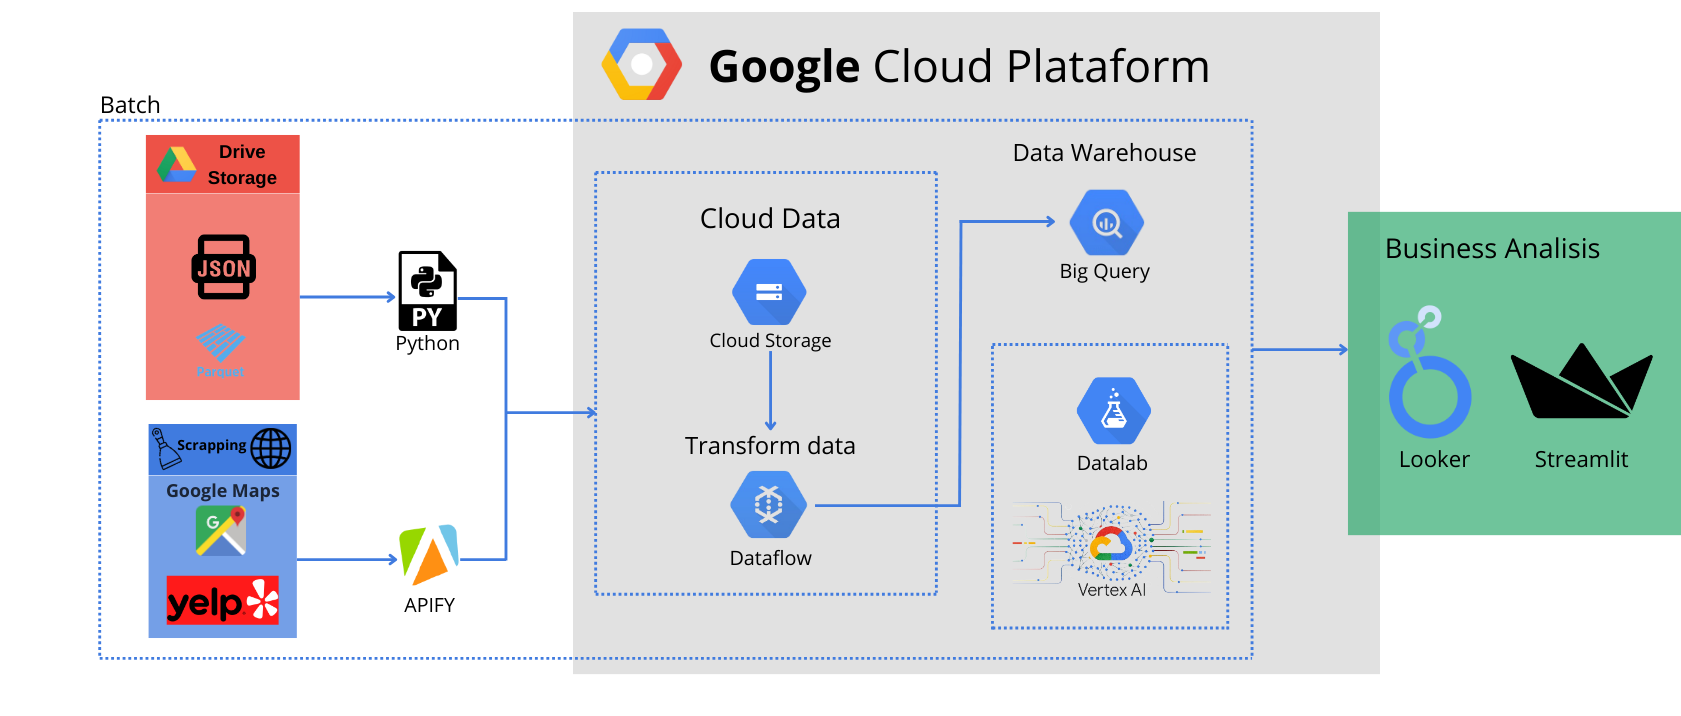 Google Cloud Plataform
Batch
Drive
Storage
JSON
Parquet
PY
Python
Scrapping
Google Maps
G
yelp
APIFY
Cloud Data
Cloud Storage
Transform data
Dataflow
Data Warehouse
Big Query
Datalab
Vertex AI
Business Analisis
Looker
Streamlit